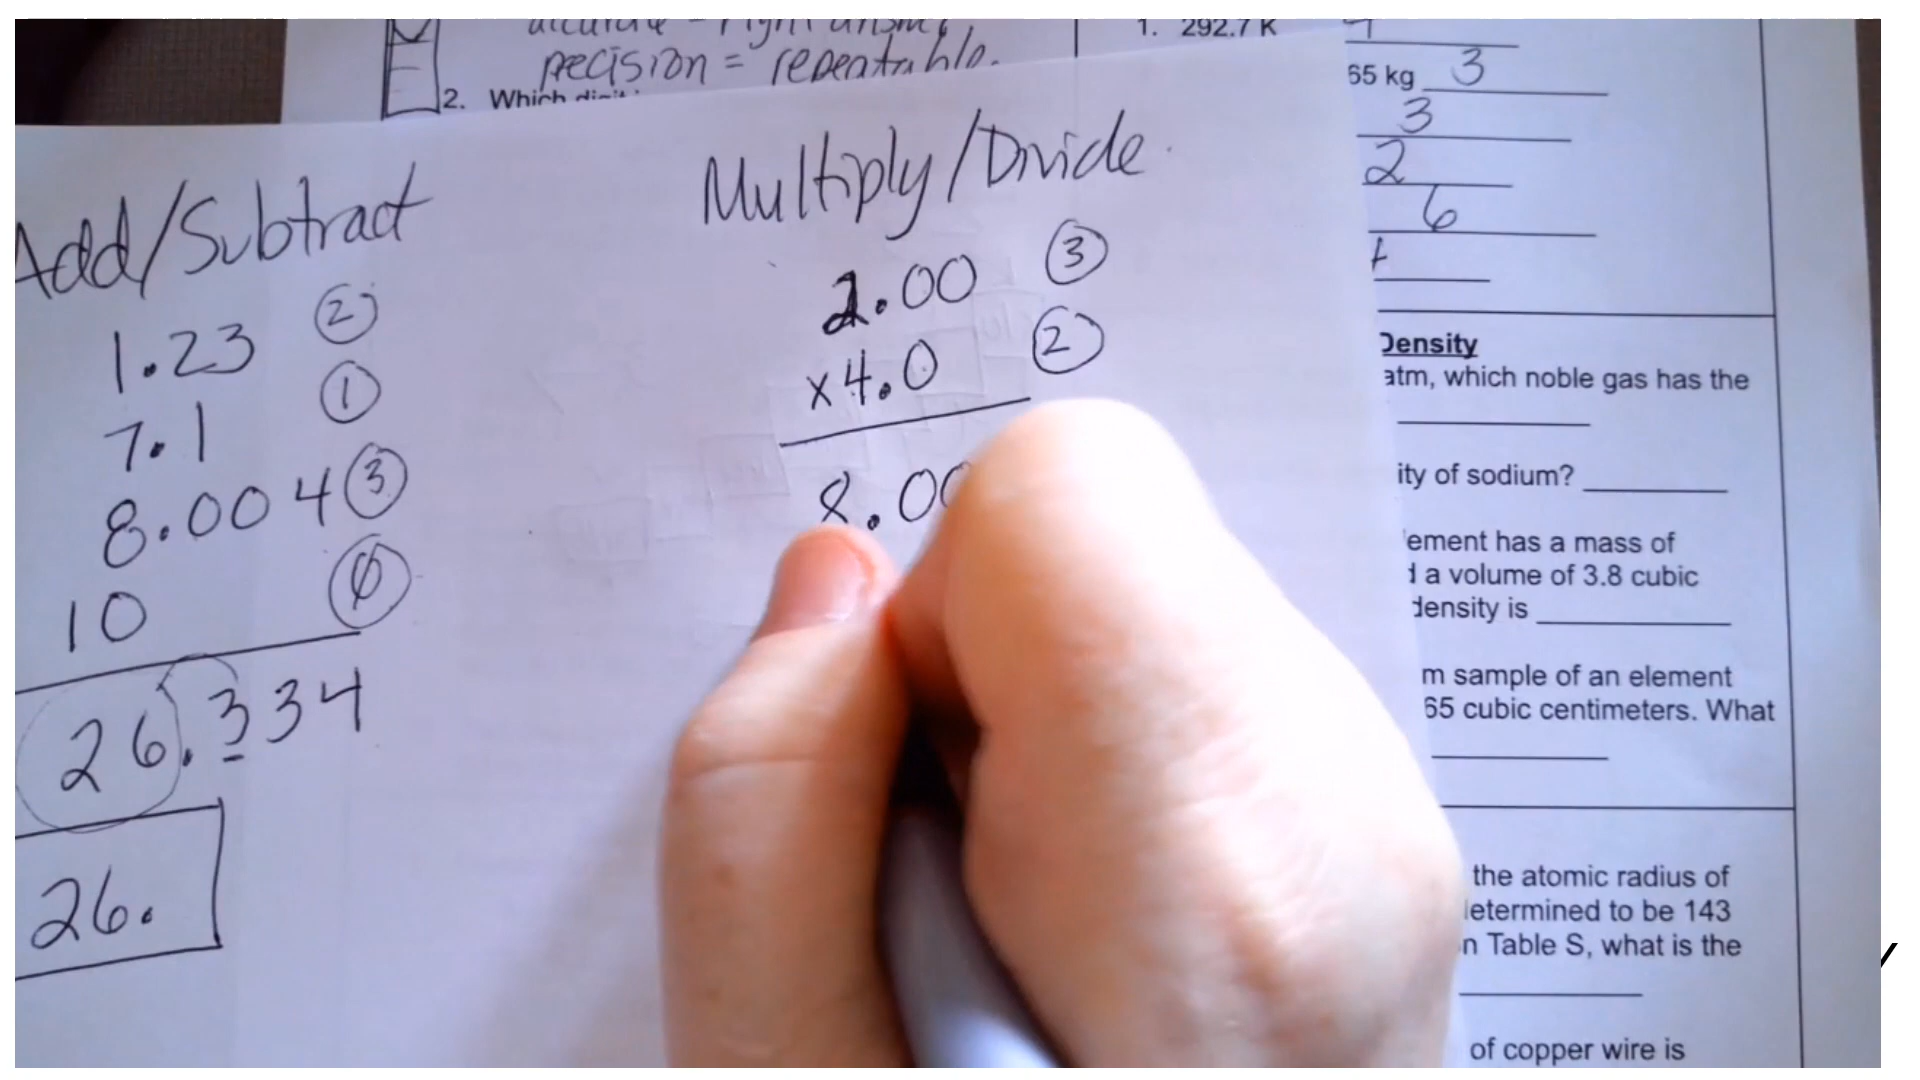 precision = repeatable.
2. Which
1. 292.7 K
65 kg 3
3
2
6
Add/Subtract
1.23 2
7.1 1
8.004 3
10 0
26.334
26.
Multiply/Divide
2.00 3
x 4.0 2
8.00
Density
atm, which noble gas has the
ity of sodium?
ement has a mass of
a volume of 3.8 cubic
density is
m sample of an element
65 cubic centimeters. What
the atomic radius of
etermined to be 143
n Table S, what is the
of copper wire is